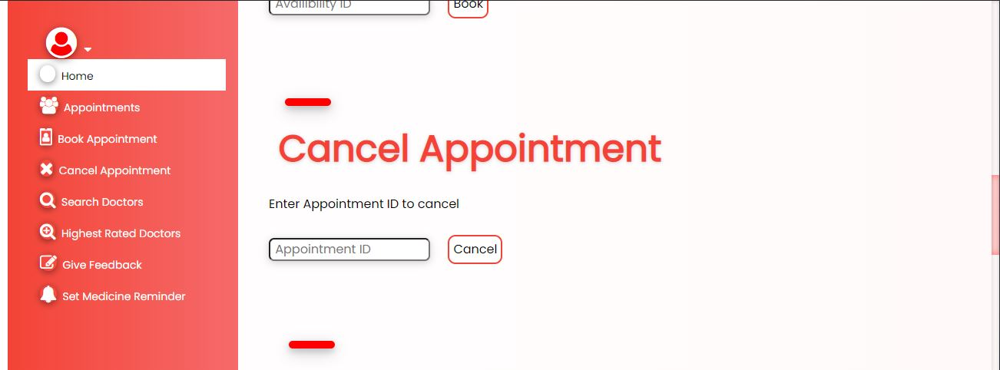 Availibility ID
Book
Home
Appointments
Book Appointment
Cancel Appointment
Search Doctors
Highest Rated Doctors
Give Feedback
Set Medicine Reminder
Cancel Appointment
Enter Appointment ID to cancel
Appointment ID
Cancel